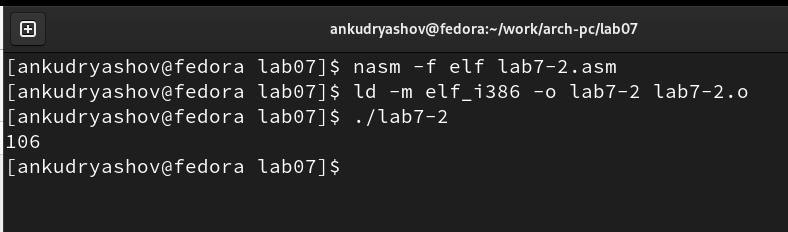 ankudryashov@fedora:~/work/arch-pc/lab07
[ankudryashov@fedora lab07]$ nasm -f elf lab7-2.asm
[ankudryashov@fedora lab07]$ ld -m elf_i386 -o lab7-2 lab7-2.o
[ankudryashov@fedora lab07]$ ./lab7-2
106
[ankudryashov@fedora lab07]$